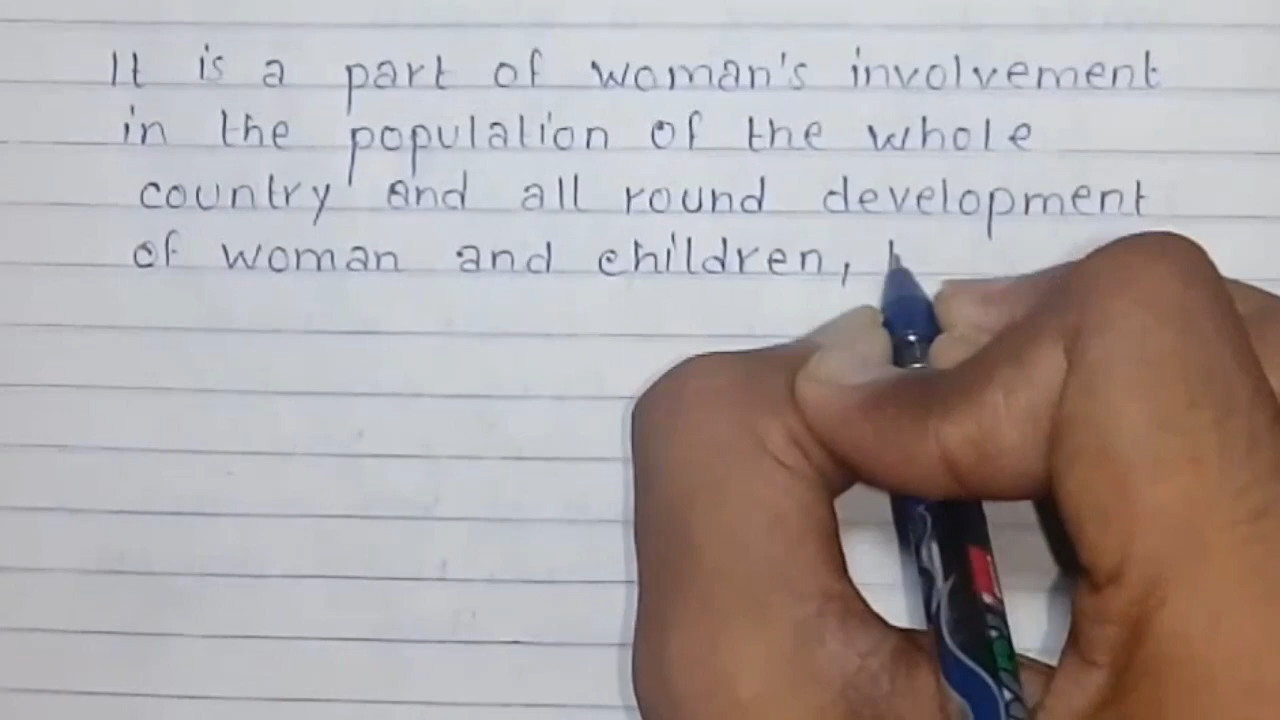 It is a part of woman's involvement
in the population of the whole
country and all round development
of woman and children,